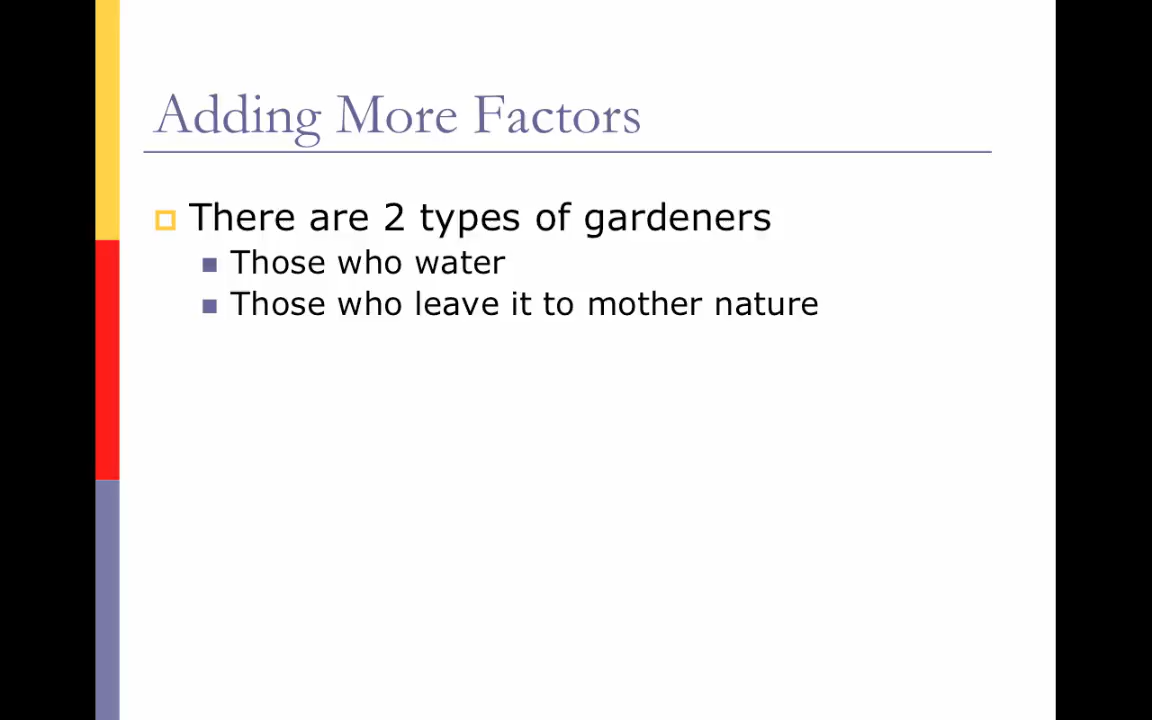 Adding More Factors
There are 2 types of gardeners
Those who water
Those who leave it to mother nature